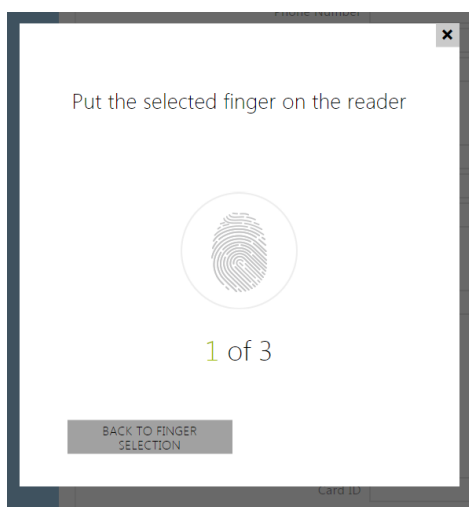 Phone Number
Put the selected finger on the reader
1 of 3
BACK TO FINGER
SELECTION
Card ID